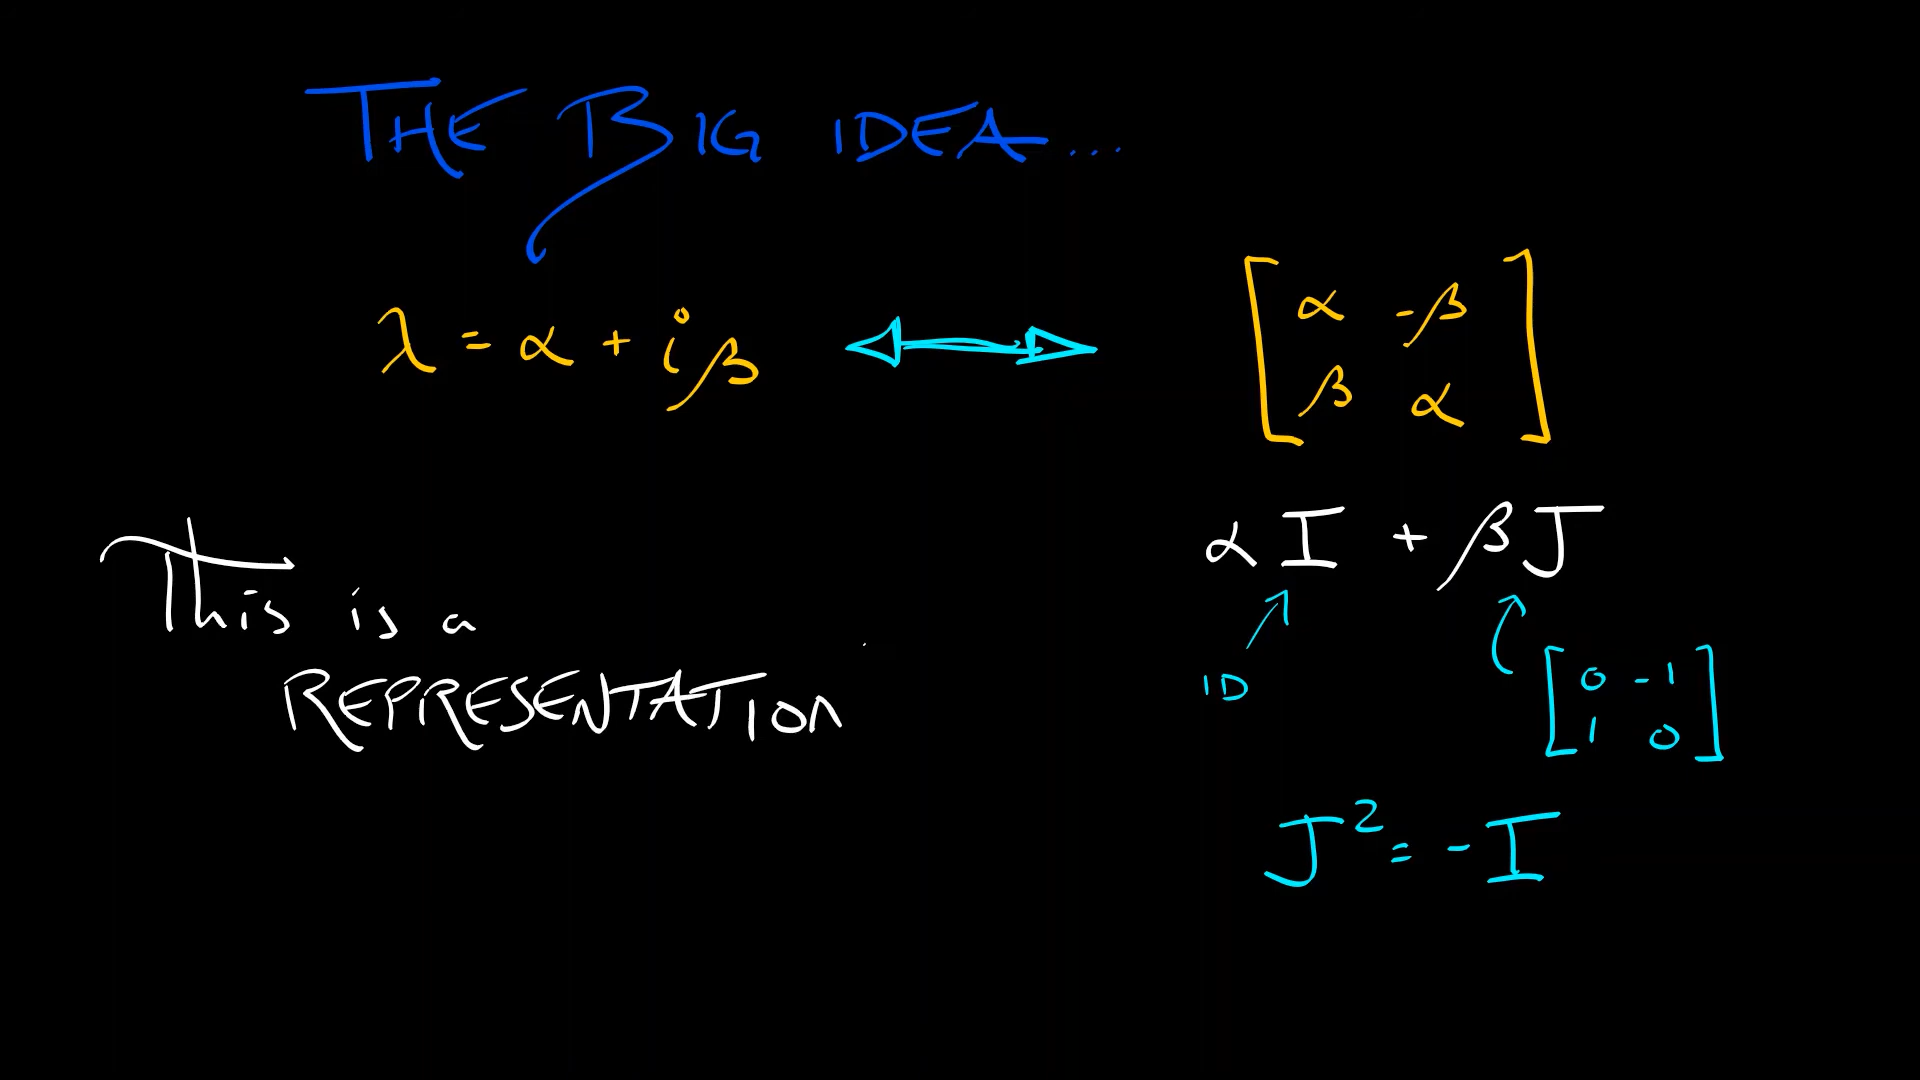 THE BIG IDEA...
λ = α + iβ ⟷ [α -β
β α]
αI + βJ
This is a
REPRESENTATION
ID
[0 -1
1 0]
J² = -I